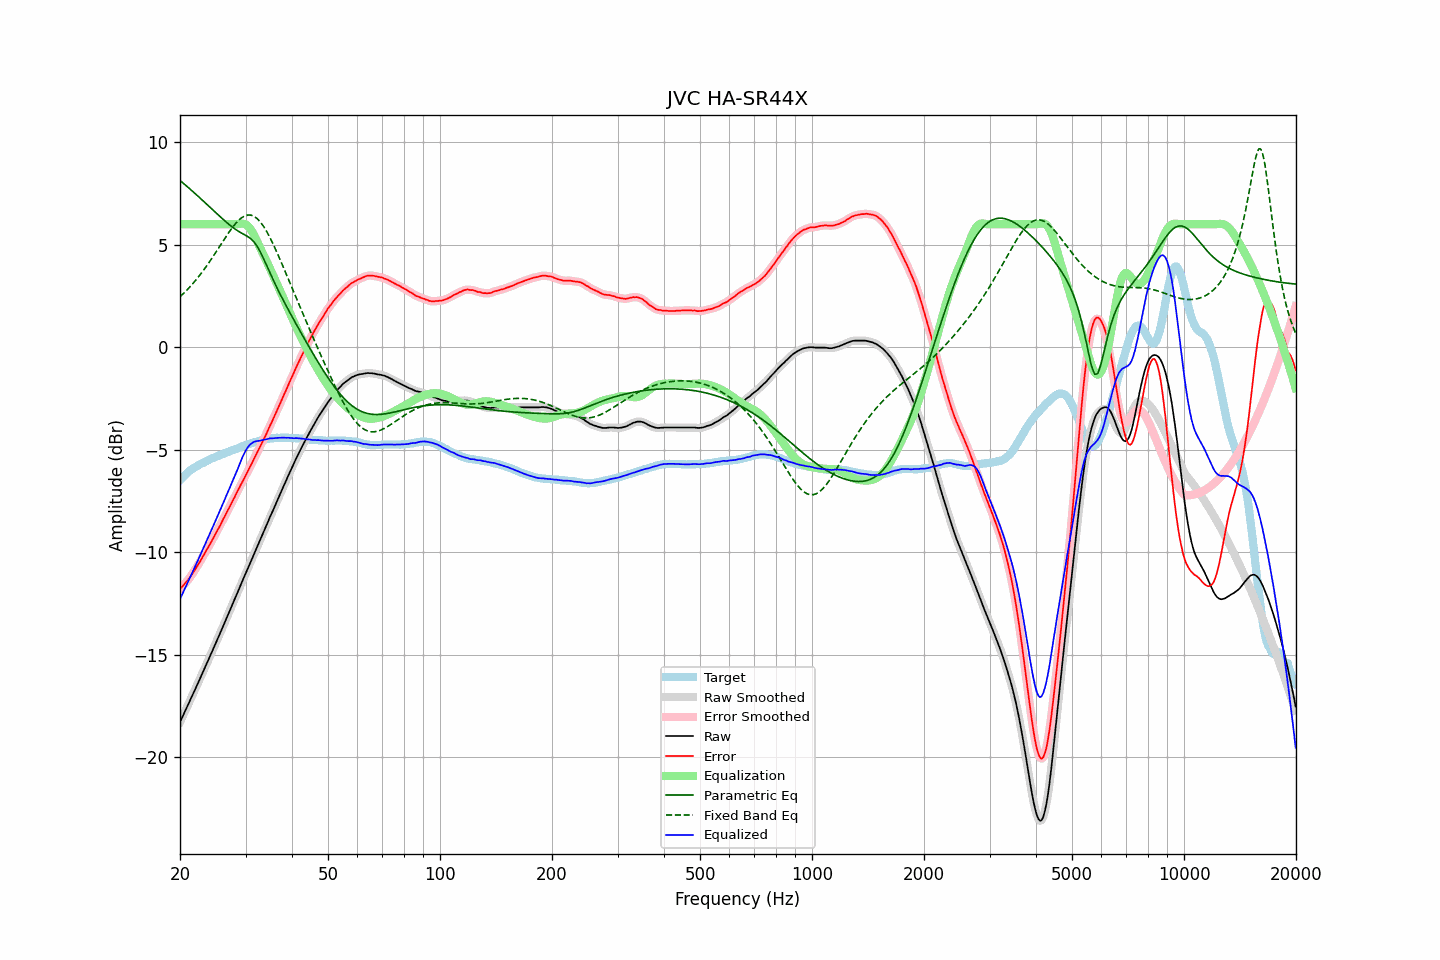 JVC HA-SR44X
10
5
0
−5
−10
−15
−20
Amplitude (dBr)
Target
Raw Smoothed
Error Smoothed
Raw
Error
Equalization
Parametric Eq
Fixed Band Eq
Equalized
20 50 100 200 500 1000 2000 5000 10000 20000
Frequency (Hz)